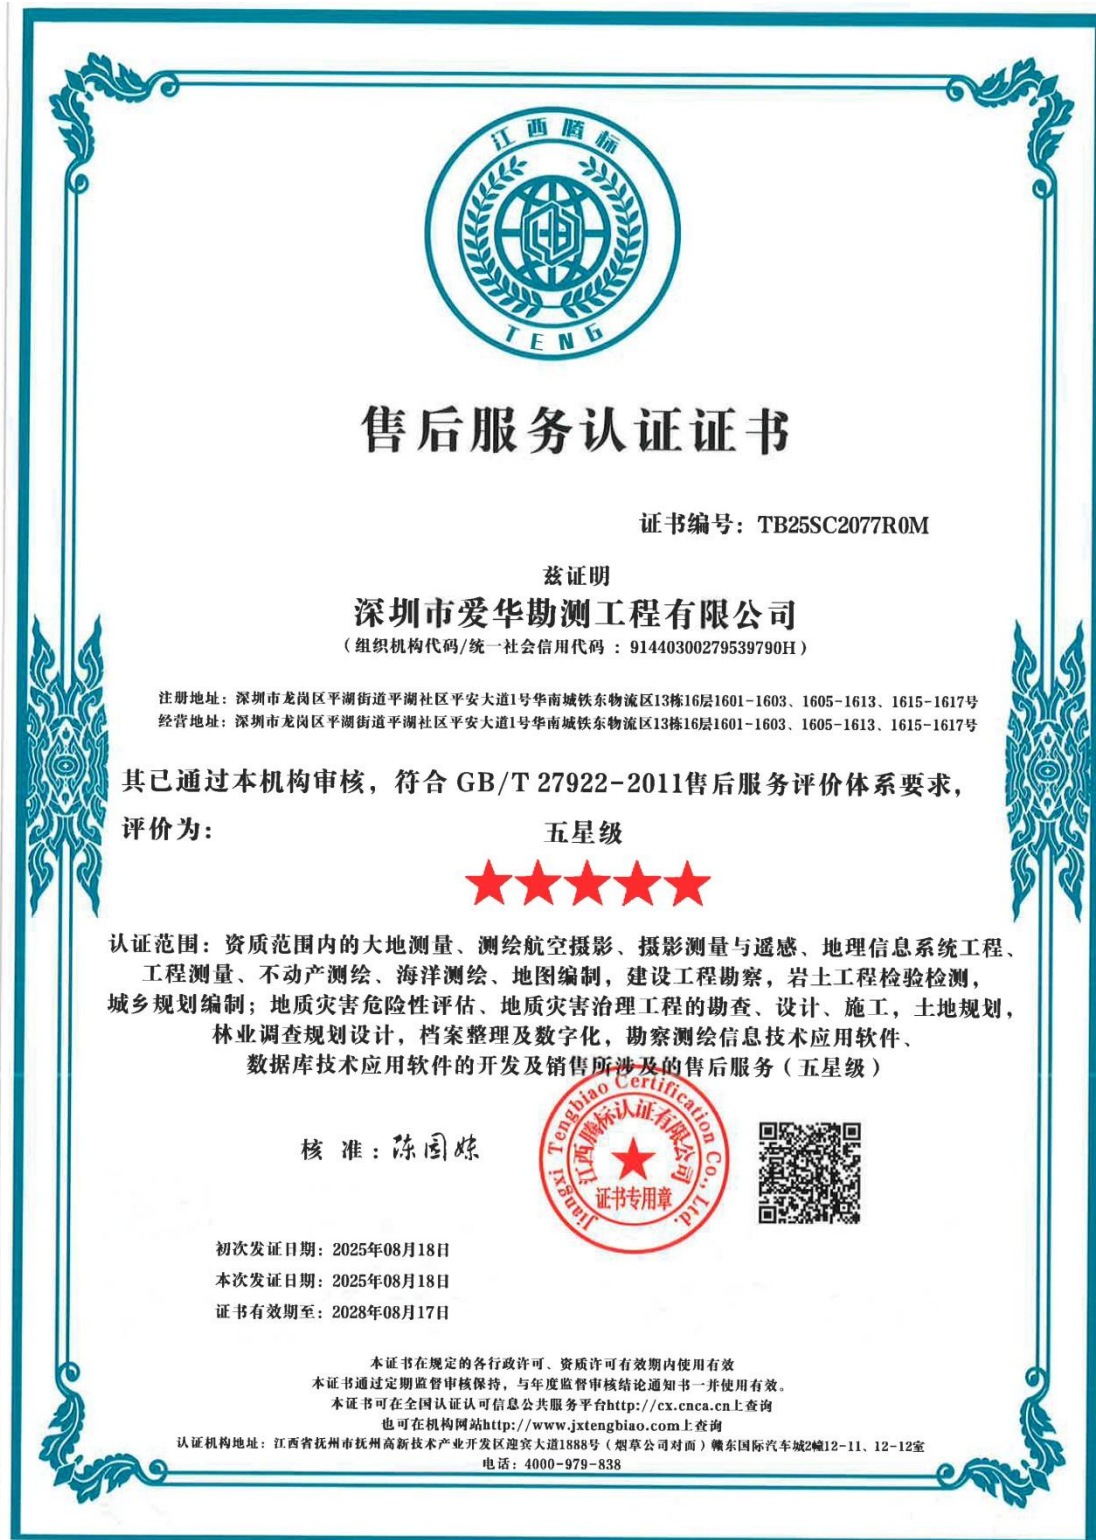 江西腾标
TENG
售后服务认证证书
证书编号：TB25SC2077R0M
兹证明
深圳市爱华勘测工程有限公司
（组织机构代码/统一社会信用代码 ：91440300279539790H）
注册地址：深圳市龙岗区平湖街道平湖社区平安大道1号华南城铁东物流区13栋16层1601-1603、1605-1613、1615-1617号
经营地址：深圳市龙岗区平湖街道平湖社区平安大道1号华南城铁东物流区13栋16层1601-1603、1605-1613、1615-1617号
其已通过本机构审核，符合 GB/T 27922-2011售后服务评价体系要求，
评价为： 五星级
认证范围：资质范围内的大地测量、测绘航空摄影、摄影测量与遥感、地理信息系统工程、
工程测量、不动产测绘、海洋测绘、地图编制，建设工程勘察，岩土工程检验检测，
城乡规划编制；地质灾害危险性评估、地质灾害治理工程的勘查、设计、施工，土地规划，
林业调查规划设计，档案整理及数字化，勘察测绘信息技术应用软件、
数据库技术应用软件的开发及销售所涉及的售后服务（五星级）
Jiangxi Tengbiao Certification Co., Ltd.
江西腾标认证有限公司
证书专用章
核 准：陈园妹
初次发证日期：2025年08月18日
本次发证日期：2025年08月18日
证书有效期至：2028年08月17日
本证书在规定的各行政许可、资质许可有效期内使用有效
本证书通过定期监督审核保持，与年度监督审核结论通知书一并使用有效。
本证书可在全国认证认可信息公共服务平台http://cx.cnca.cn上查询
也可在机构网站http://www.jxtengbiao.com上查询
认证机构地址：江西省抚州市抚州高新技术产业开发区迎宾大道1888号（烟草公司对面）赣东国际汽车城2幢12-11、12-12室
电话：4000-979-838